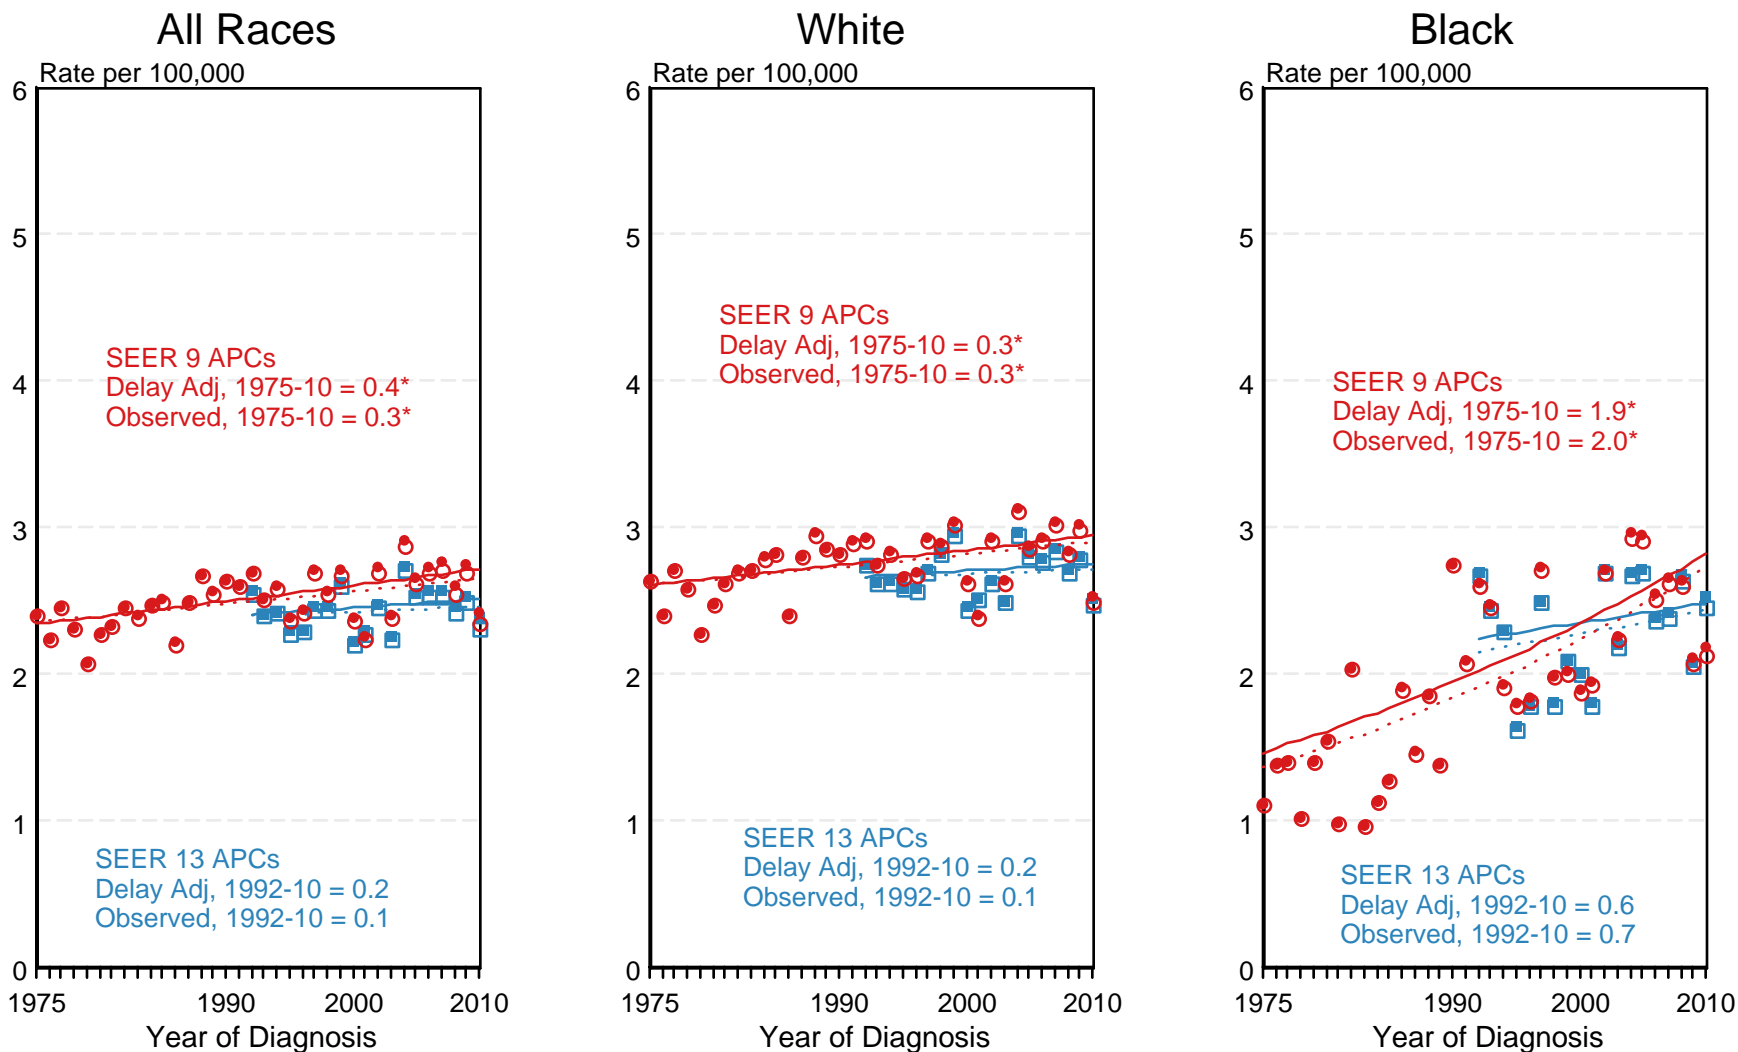 All Races
Rate per 100,000
6
5
4
3
2
1
0
SEER 9 APCs
Delay Adj, 1975-10 = 0.4*
Observed, 1975-10 = 0.3*
SEER 13 APCs
Delay Adj, 1992-10 = 0.2
Observed, 1992-10 = 0.1
1975 1990 2000 2010
Year of Diagnosis
White
Rate per 100,000
6
5
4
3
2
1
0
SEER 9 APCs
Delay Adj, 1975-10 = 0.3*
Observed, 1975-10 = 0.3*
SEER 13 APCs
Delay Adj, 1992-10 = 0.2
Observed, 1992-10 = 0.1
1975 1990 2000 2010
Year of Diagnosis
Black
Rate per 100,000
6
5
4
3
2
1
0
SEER 9 APCs
Delay Adj, 1975-10 = 1.9*
Observed, 1975-10 = 2.0*
SEER 13 APCs
Delay Adj, 1992-10 = 0.6
Observed, 1992-10 = 0.7
1975 1990 2000 2010
Year of Diagnosis